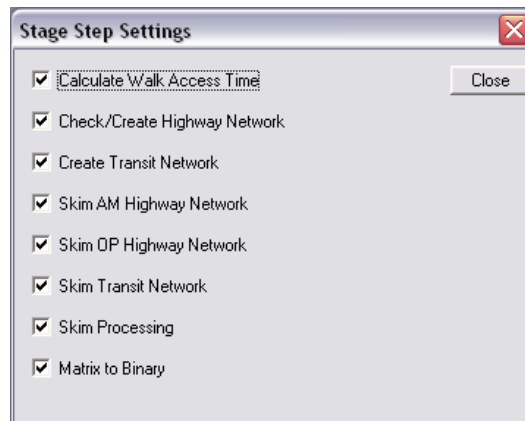 Stage Step Settings
Calculate Walk Access Time
Close
Check/Create Highway Network
Create Transit Network
Skim AM Highway Network
Skim OP Highway Network
Skim Transit Network
Skim Processing
Matrix to Binary